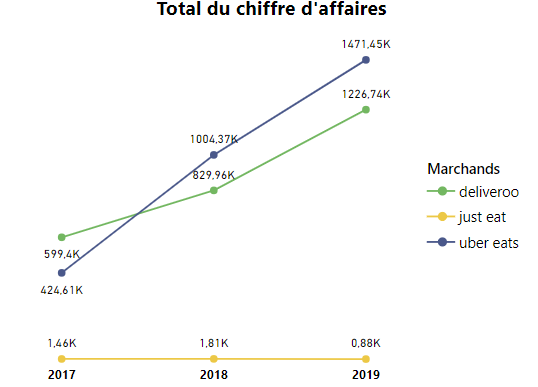 Total du chiffre d'affaires
1471,45K
1226,74K
1004,37K
829,96K
599,4K
424,61K
1,46K
1,81K
0,88K
2017
2018
2019
Marchands
deliveroo
just eat
uber eats